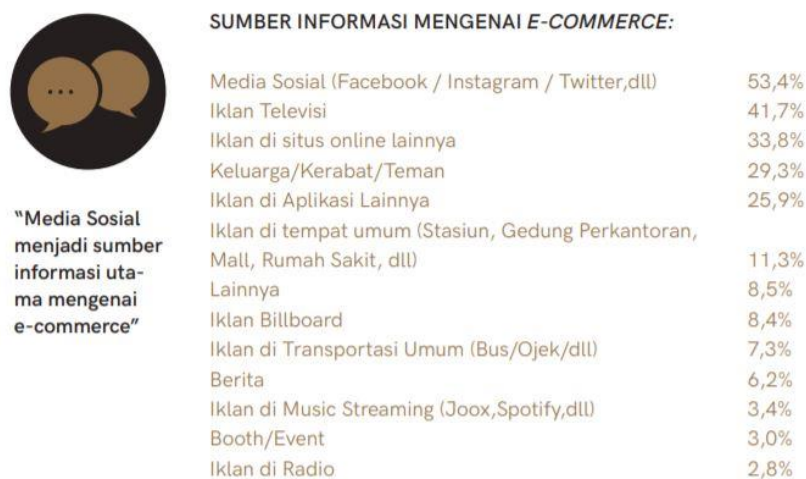 SUMBER INFORMASI MENGENAI E-COMMERCE:
Media Sosial (Facebook / Instagram / Twitter,dll) 53,4%
Iklan Televisi 41,7%
Iklan di situs online lainnya 33,8%
Keluarga/Kerabat/Teman 29,3%
Iklan di Aplikasi Lainnya 25,9%
Iklan di tempat umum (Stasiun, Gedung Perkantoran,
Mall, Rumah Sakit, dll) 11,3%
Lainnya 8,5%
Iklan Billboard 8,4%
Iklan di Transportasi Umum (Bus/Ojek/dll) 7,3%
Berita 6,2%
Iklan di Music Streaming (Joox,Spotify,dll) 3,4%
Booth/Event 3,0%
Iklan di Radio 2,8%
“Media Sosial
menjadi sumber
informasi uta-
ma mengenai
e-commerce”